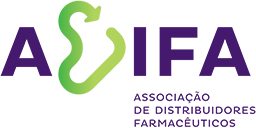 ADIFA
ASSOCIAÇÃO
DE DISTRIBUIDORES
FARMACÊUTICOS